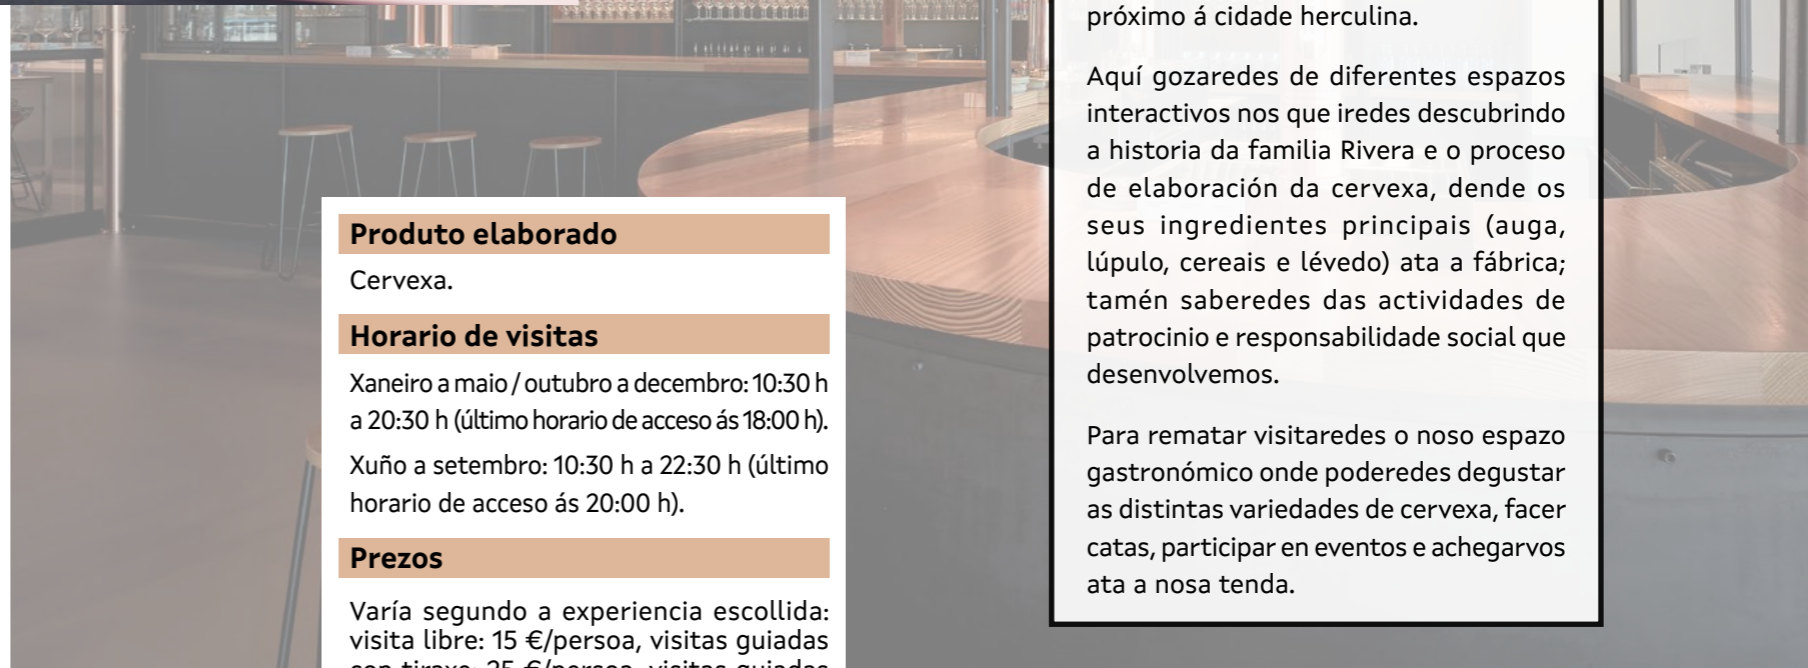 Produto elaborado
Cervexa.
Horario de visitas
Xaneiro a maio / outubro a decembro: 10:30 h
a 20:30 h (último horario de acceso ás 18:00 h).
Xuño a setembro: 10:30 h a 22:30 h (último
horario de acceso ás 20:00 h).
Prezos
Varía segundo a experiencia escollida:
visita libre: 15 €/persoa, visitas guiadas
próximo á cidade herculina.
Aquí gozaredes de diferentes espazos
interactivos nos que iredes descubrindo
a historia da familia Rivera e o proceso
de elaboración da cervexa, dende os
seus ingredientes principais (auga,
lúpulo, cereais e lévedo) ata a fábrica;
tamén saberedes das actividades de
patrocinio e responsabilidade social que
desenvolvemos.
Para rematar visitaredes o noso espazo
gastronómico onde poderedes degustar
as distintas variedades de cervexa, facer
catas, participar en eventos e achegarvos
ata a nosa tenda.